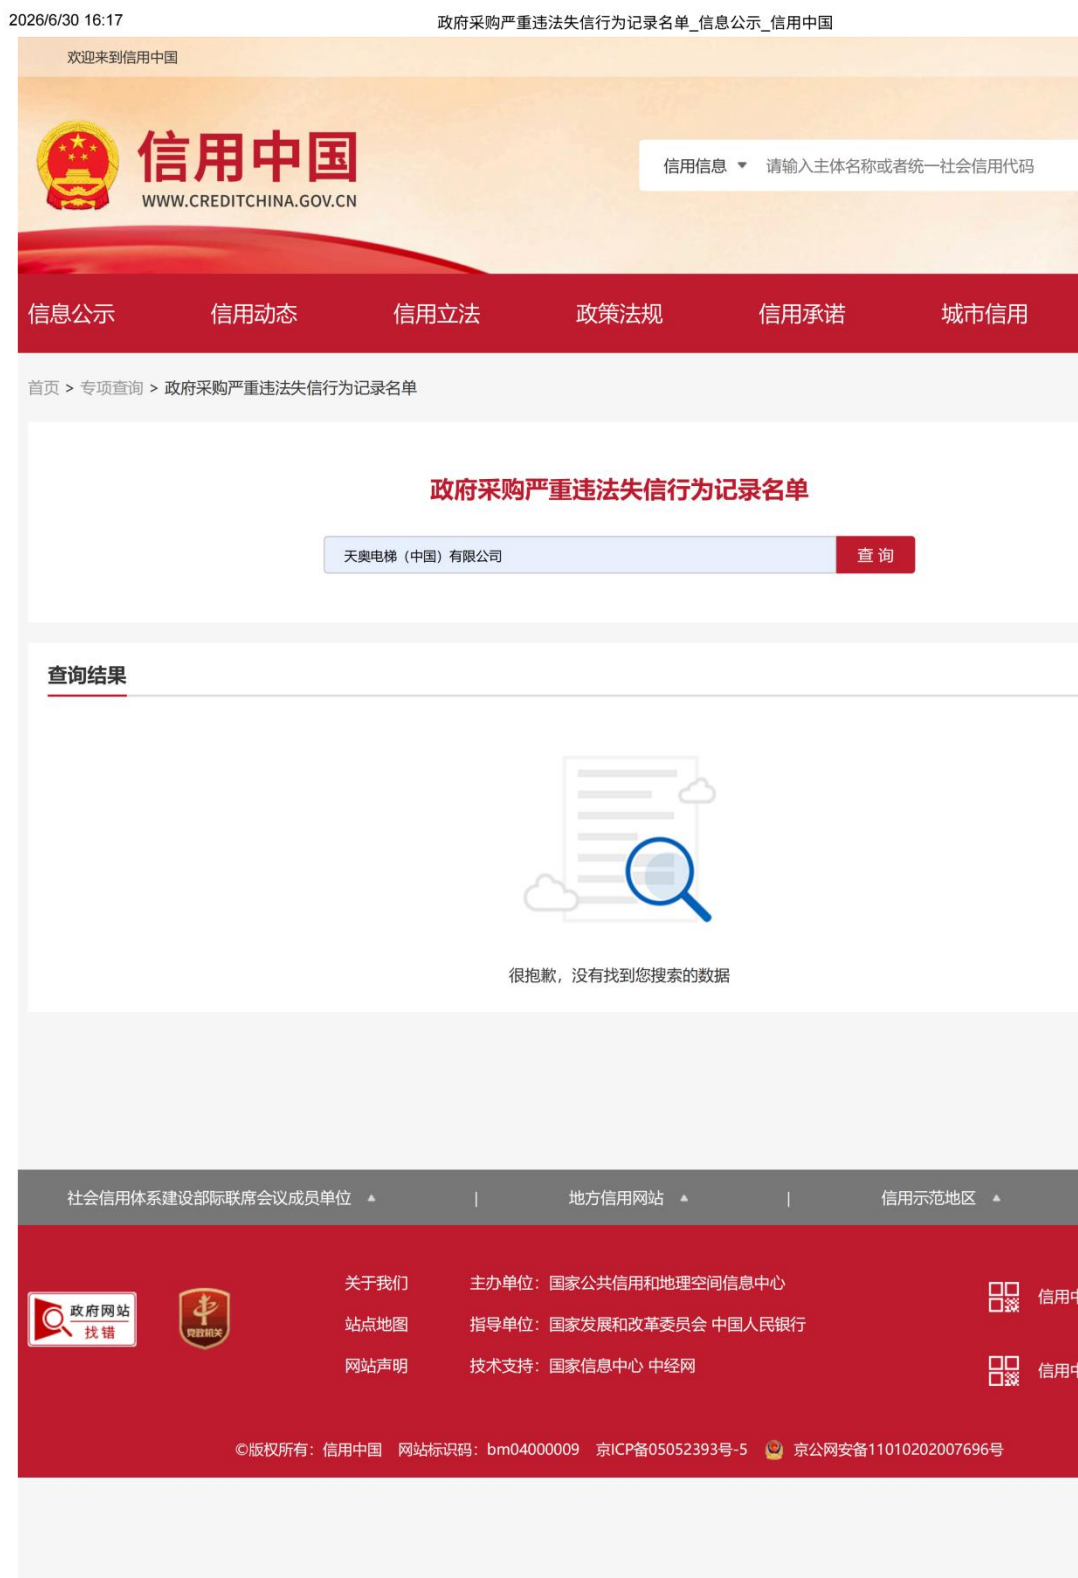 2026/6/30 16:17 政府采购严重违法失信行为记录名单_信息公示_信用中国
欢迎来到信用中国
信用中国
WWW.CREDITCHINA.GOV.CN
信用信息 请输入主体名称或者统一社会信用代码
信息公示 信用动态 信用立法 政策法规 信用承诺 城市信用
首页 > 专项查询 > 政府采购严重违法失信行为记录名单
政府采购严重违法失信行为记录名单
天奥电梯（中国）有限公司 查 询
查询结果
很抱歉，没有找到您搜索的数据
社会信用体系建设部际联席会议成员单位 | 地方信用网站 | 信用示范地区
关于我们 主办单位：国家公共信用和地理空间信息中心
政府网站
找错
党政机关
站点地图 指导单位：国家发展和改革委员会 中国人民银行
网站声明 技术支持：国家信息中心 中经网
信用中
信用中
©版权所有：信用中国 网站标识码：bm04000009 京ICP备05052393号-5 京公网安备11010202007696号